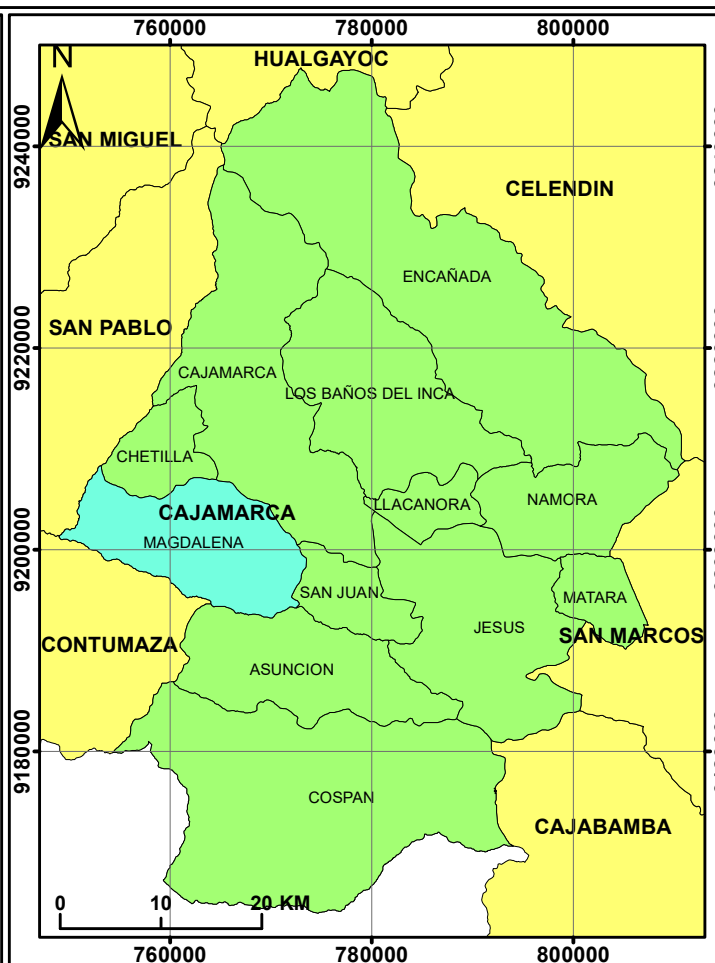 760000 780000 800000
HUALGAYOC
N
SAN MIGUEL
9240000
CELENDIN
ENCAÑADA
SAN PABLO
9220000
CAJAMARCA
LOS BAÑOS DEL INCA
CHETILLA
LLACANORA
NAMORA
CAJAMARCA
MAGDALENA
9200000
SAN JUAN
MATARA
JESUS
SAN MARCOS
CONTUMAZA
ASUNCION
9180000
COSPAN
CAJABAMBA
0 10 20 KM
760000 780000 800000